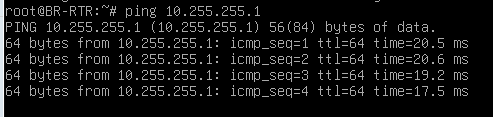 root@BR-RTR:~# ping 10.255.255.1
PING 10.255.255.1 (10.255.255.1) 56(84) bytes of data.
64 bytes from 10.255.255.1: icmp_seq=1 ttl=64 time=20.5 ms
64 bytes from 10.255.255.1: icmp_seq=2 ttl=64 time=20.6 ms
64 bytes from 10.255.255.1: icmp_seq=3 ttl=64 time=19.2 ms
64 bytes from 10.255.255.1: icmp_seq=4 ttl=64 time=17.5 ms